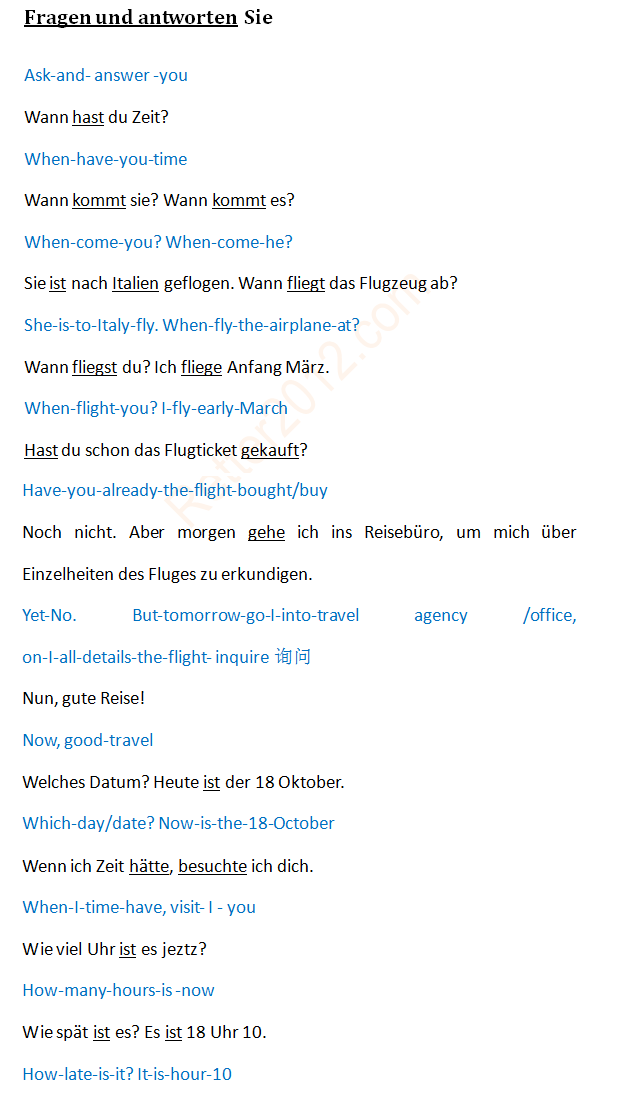 Fragen und antworten Sie
Ask-and- answer -you
Wann hast du Zeit?
When-have-you-time
Wann kommt sie? Wann kommt es?
When-come-you? When-come-he?
Sie ist nach Italien geflogen. Wann fliegt das Flugzeug ab?
She-is-to-Italy-fly. When-fly-the-airplane-at?
Wann fliegst du? Ich fliege Anfang März.
When-flight-you? I-fly-early-March
Hast du schon das Flugticket gekauft?
Have-you-already-the-flight-bought/buy
Noch nicht. Aber morgen gehe ich ins Reisebüro, um mich über
Einzelheiten des Fluges zu erkundigen.
Yet-No. But-tomorrow-go-I-into-travel agency /office,
on-I-all-details-the-flight- inquire 询问
Nun, gute Reise!
Now, good-travel
Welches Datum? Heute ist der 18 Oktober.
Which-day/date? Now-is-the-18-October
Wenn ich Zeit hätte, besuchte ich dich.
When-I-time-have, visit- I - you
Wie viel Uhr ist es jeztz?
How-many-hours-is -now
Wie spät ist es? Es ist 18 Uhr 10.
How-late-is-it? It-is-hour-10